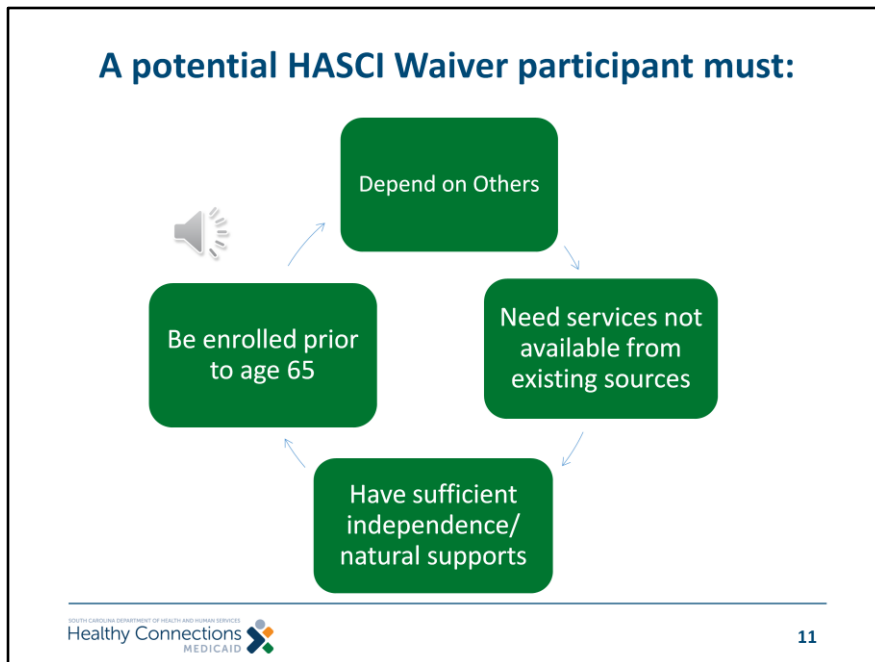 A potential HASCI Waiver participant must:
Depend on Others
Need services not
available from
existing sources
Have sufficient
independence/
natural supports
Be enrolled prior
to age 65
SOUTH CAROLINA DEPARTMENT OF HEALTH AND HUMAN SERVICES
Healthy Connections
MEDICAID
11